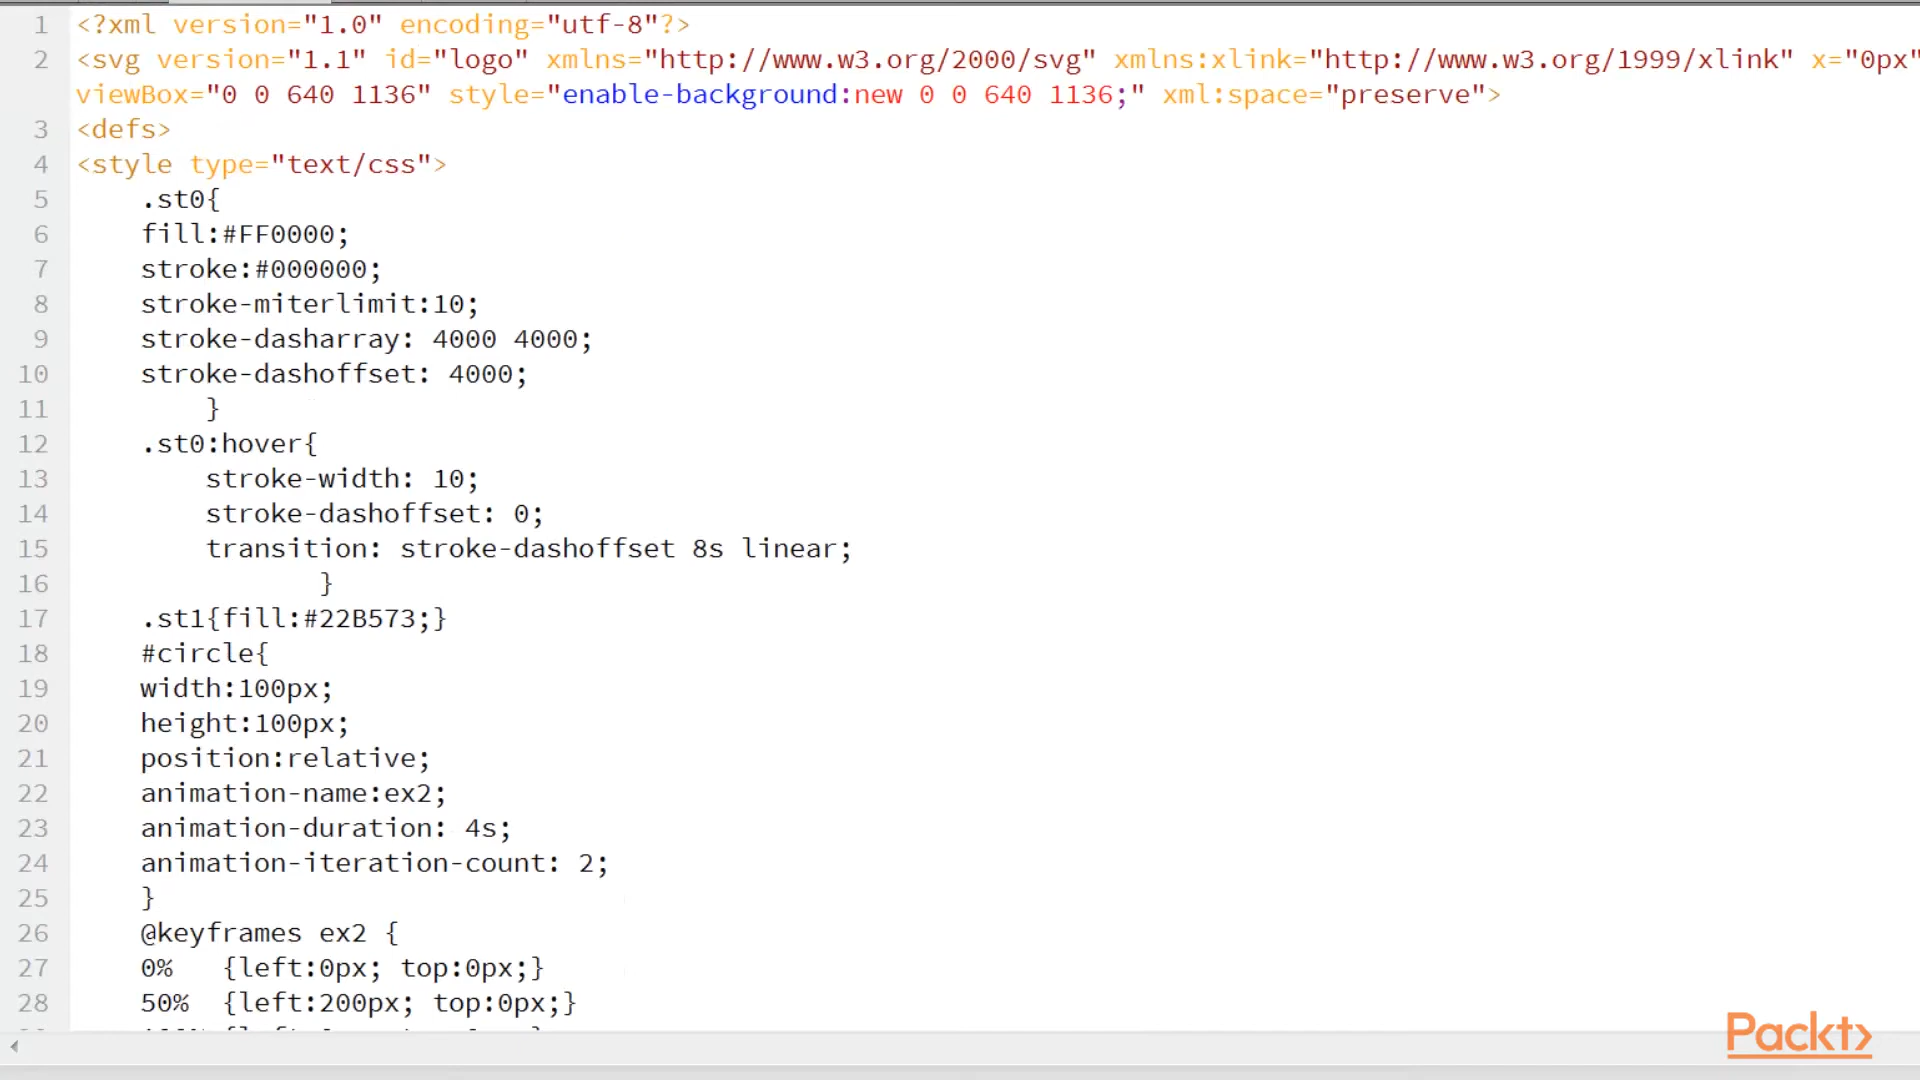 1 <?xml version="1.0" encoding="utf-8"?>
2 <svg version="1.1" id="logo" xmlns="http://www.w3.org/2000/svg" xmlns:xlink="http://www.w3.org/1999/xlink" x="0px"
viewBox="0 0 640 1136" style="enable-background:new 0 0 640 1136;" xml:space="preserve">
3 <defs>
4 <style type="text/css">
5 .st0{
6 fill:#FF0000;
7 stroke:#000000;
8 stroke-miterlimit:10;
9 stroke-dasharray: 4000 4000;
10 stroke-dashoffset: 4000;
11 }
12 .st0:hover{
13 stroke-width: 10;
14 stroke-dashoffset: 0;
15 transition: stroke-dashoffset 8s linear;
16 }
17 .st1{fill:#22B573;}
18 #circle{
19 width:100px;
20 height:100px;
21 position:relative;
22 animation-name:ex2;
23 animation-duration: 4s;
24 animation-iteration-count: 2;
25 }
26 @keyframes ex2 {
27 0% {left:0px; top:0px;}
28 50% {left:200px; top:0px;}
Packt>